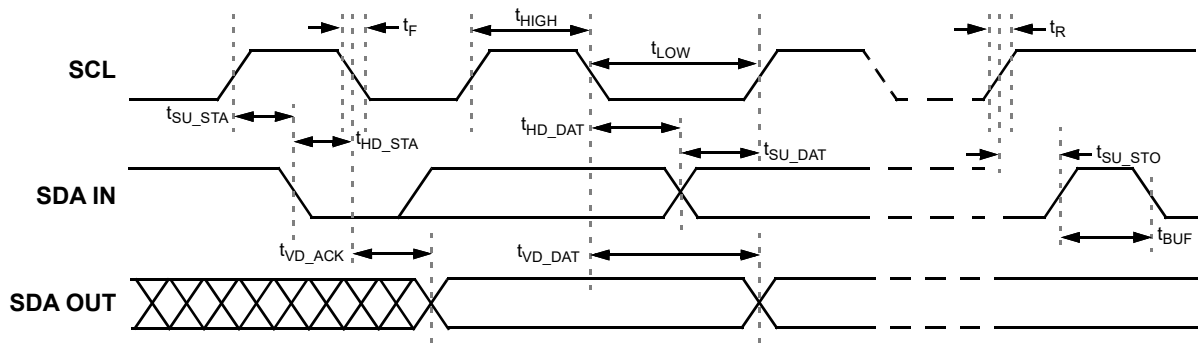 tF
tHIGH
tR
tLOW
SCL
tSU_STA
tHD_DAT
tHD_STA
tSU_DAT
tSU_STO
SDA IN
tVD_ACK
tVD_DAT
tBUF
SDA OUT